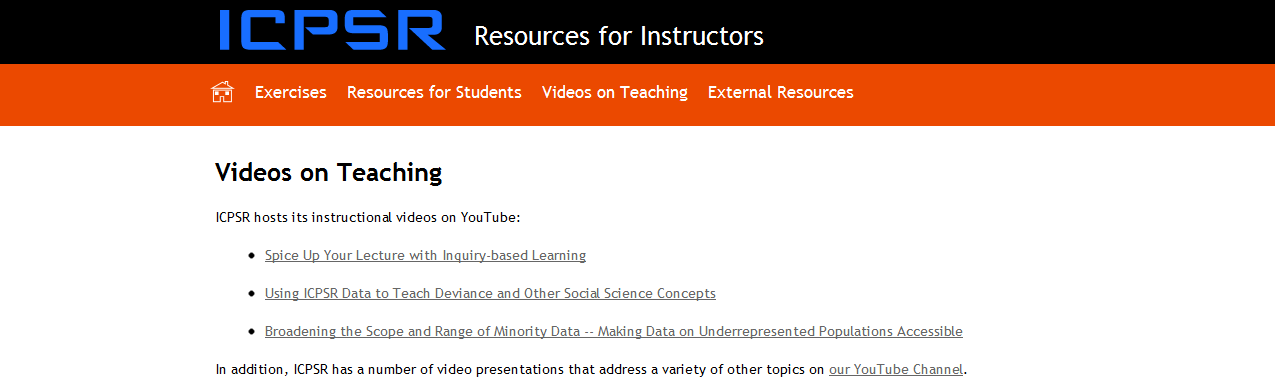 ICPSR Resources for Instructors
Exercises Resources for Students Videos on Teaching External Resources
Videos on Teaching
ICPSR hosts its instructional videos on YouTube:
Spice Up Your Lecture with Inquiry-based Learning
Using ICPSR Data to Teach Deviance and Other Social Science Concepts
Broadening the Scope and Range of Minority Data -- Making Data on Underrepresented Populations Accessible
In addition, ICPSR has a number of video presentations that address a variety of other topics on our YouTube Channel.